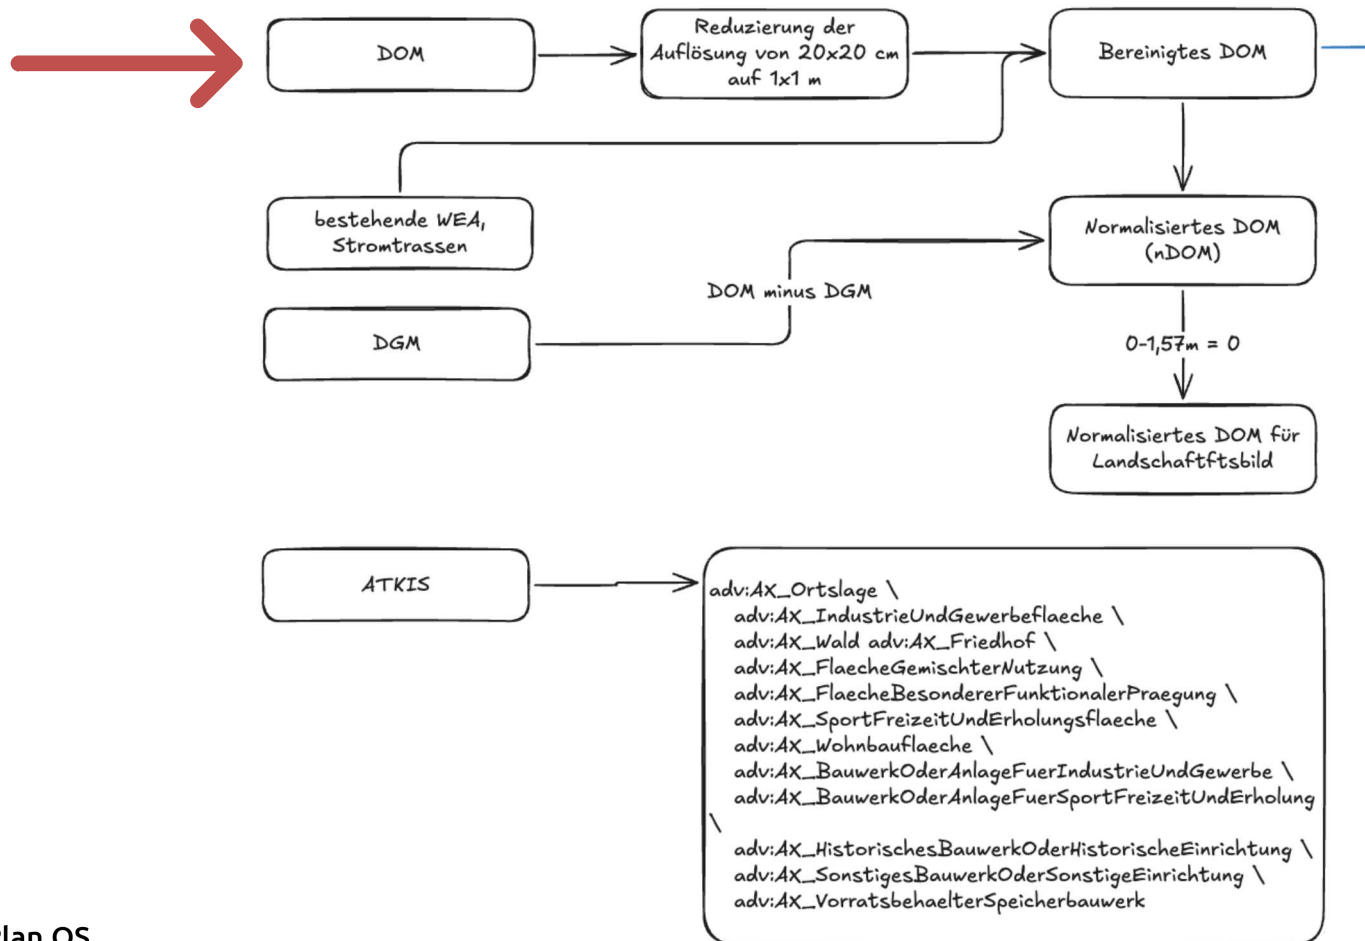 DOM
Reduzierung der
Auflösung von 20x20 cm
auf 1x1 m
Bereinigtes DOM
bestehende WEA,
Stromtrassen
Normalisiertes DOM
(nDOM)
DOM minus DGM
DGM
0-1,57m = 0
Normalisiertes DOM für
Landschaftftsbild
ATKIS
adv:AX_Ortslage \
adv:AX_IndustrieUndGewerbeflaeche \
adv:AX_Wald adv:AX_Friedhof \
adv:AX_FlaecheGemischterNutzung \
adv:AX_FlaecheBesondererFunktionalerPraegung \
adv:AX_SportFreizeitUndErholungsflaeche \
adv:AX_Wohnbauflaeche \
adv:AX_BauwerkOderAnlageFuerIndustrieUndGewerbe \
adv:AX_BauwerkOderAnlageFuerSportFreizeitUndErholung
\
adv:AX_HistorischesBauwerkOderHistorischeEinrichtung \
adv:AX_SonstigesBauwerkOderSonstigeEinrichtung \
adv:AX_VorratsbehaelterSpeicherbauwerk
OS